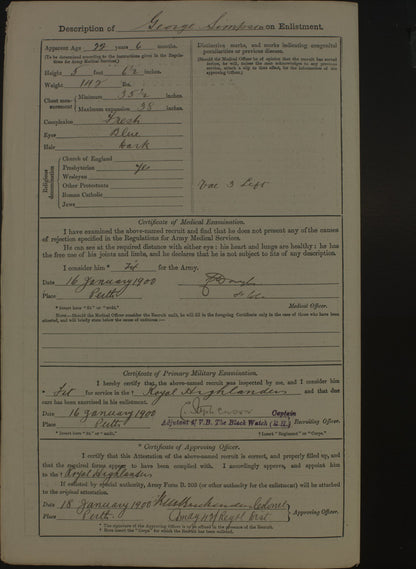 Description of George Simpson on Enlistment.
Apparent Age 22 years 6 months.
(To be determined according to the instructions given in the Regulations for Army Medical Services.)
Height 5 feet 6½ inches.
Weight 142 lbs.
Chest measurement
Minimum 35½ inches.
Maximum expansion 38 inches.
Complexion Fresh
Eyes Blue
Hair Dark
Religious denomination
Church of England
Presbyterian Yes
Wesleyan
Other Protestants
Roman Catholic
Jews
Distinctive marks, and marks indicating congenital peculiarities or previous disease.
(Should the Medical Officer be of opinion that the recruit has served before, he will, unless the man acknowledges to any previous service, attach a slip to that effect, for the information of the approving Officer.)
Vac 3 Left
Certificate of Medical Examination.
I have examined the above-named recruit and find that he does not present any of the causes
of rejection specified in the Regulations for Army Medical Services.
He can see at the required distance with either eye; his heart and lungs are healthy; he has
the free use of his joints and limbs, and he declares that he is not subject to fits of any description.
I consider him * Fit for the Army.
Date 16 January 1900
Place Perth
Medical Officer.
* Insert here "fit" or "unfit."
NOTE.—Should the Medical Officer consider the Recruit unfit, he will fill in the foregoing Certificate only in the case of those who have been
attested, and will briefly state below the cause of unfitness:—
Certificate of Primary Military Examination.
I hereby certify that the above-named recruit was inspected by me, and I consider him
* Fit for service in the † Royal Highlanders and that due
care has been exercised in his enlistment.
Date 16 January 1900
Place Perth
Captain
Adjutant 4/ V.B. The Black Watch (R.H.)
Recruiting Officer.
* Insert here "fit" or "unfit."
† Insert "Regiment" or "Corps."
* Certificate of Approving Officer.
I certify that this Attestation of the above-named recruit is correct, and properly filled up, and
that the required forms appear to have been complied with. I accordingly approve, and appoint him
to the † Royal Highlanders
If enlisted by special authority, Army Form B. 203 (or other authority for the enlistment) will be attached to
the original attestation.
Date 18 January 1900
Place Perth
Colonel
Comdg 42 Regtl Dist
Approving Officer.
* The signature of the Approving Officer is to be affixed in the presence of the Recruit.
† Here insert the "Corps" for which the Recruit has been enlisted.